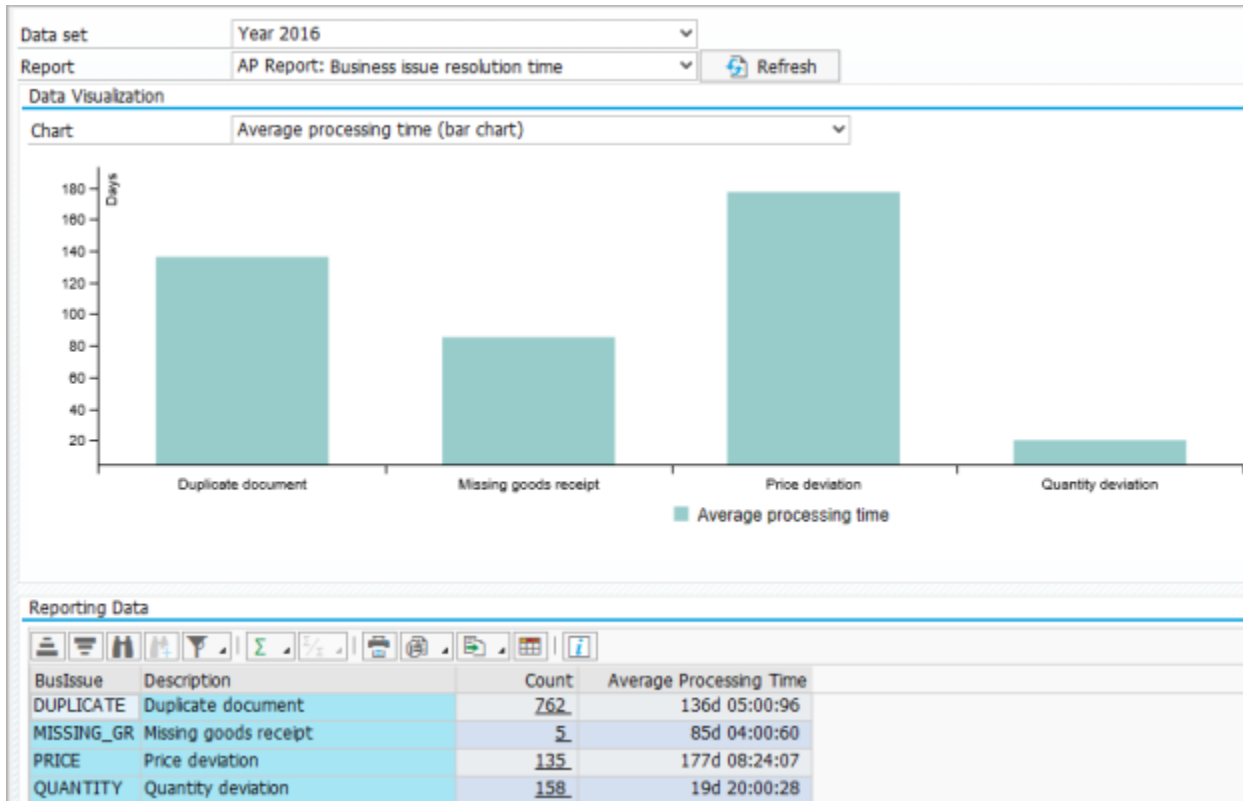 Data set Year 2016
Report AP Report: Business issue resolution time Refresh
Data Visualization
Chart Average processing time (bar chart)
Days
180
160
140
120
100
80
60
40
20
Duplicate document Missing goods receipt Price deviation Quantity deviation
Average processing time
Reporting Data
BusIssue Description Count Average Processing Time
DUPLICATE Duplicate document 762 136d 05:00:96
MISSING_GR Missing goods receipt 5 85d 04:00:60
PRICE Price deviation 135 177d 08:24:07
QUANTITY Quantity deviation 158 19d 20:00:28